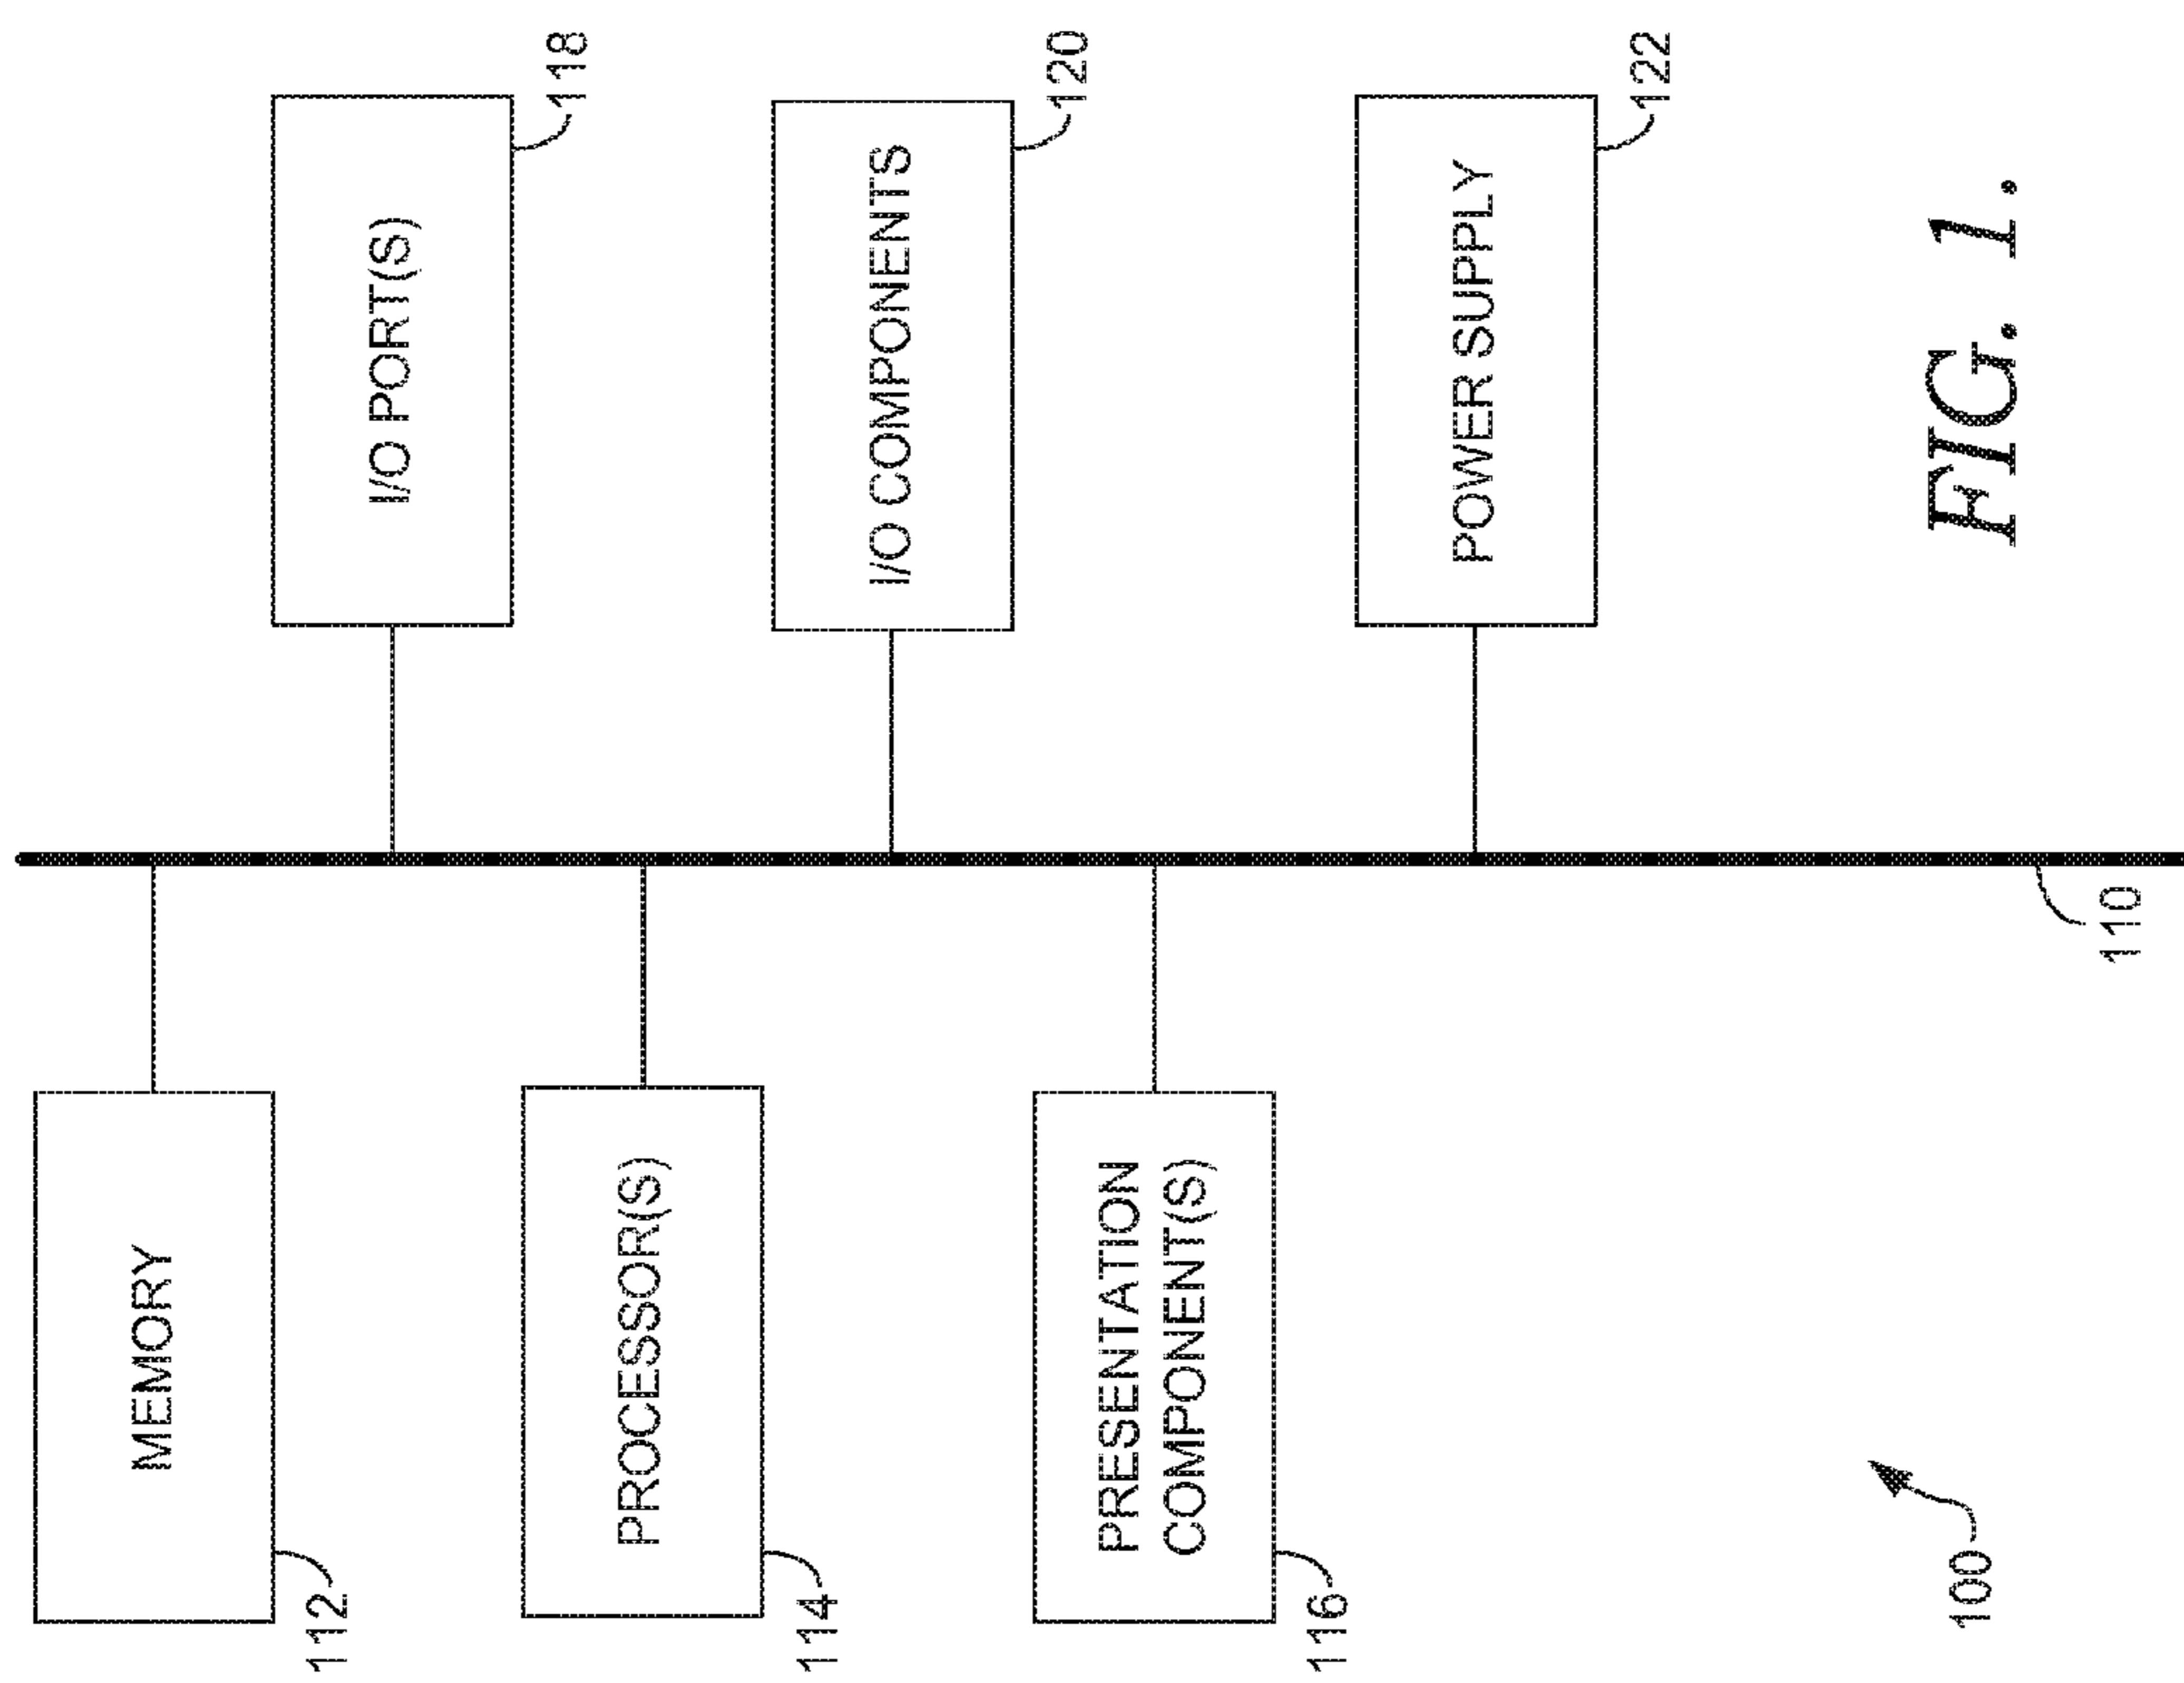 MEMORY
112
PROCESSOR(S)
114
PRESENTATION
COMPONENT(S)
116
100
110
I/O PORT(S)
118
I/O COMPONENTS
120
POWER SUPPLY
122
FIG. 1.